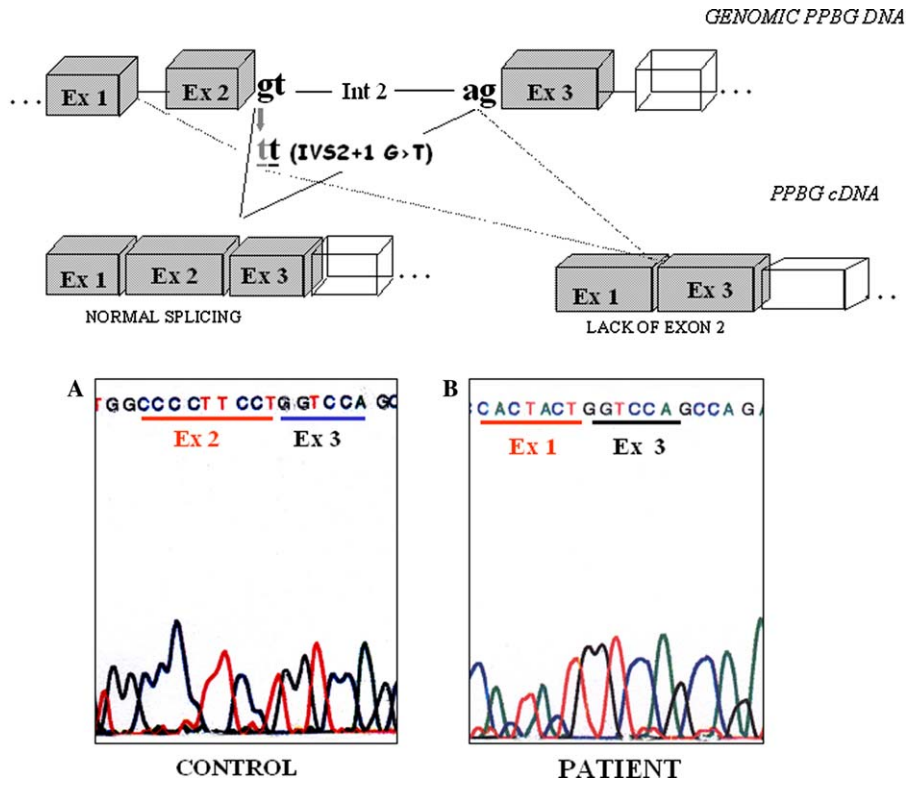 GENOMIC PPBG DNA
... Ex 1 Ex 2 gt Int 2 ag Ex 3 ...
tt (IVS2+1 G>T)
PPBG cDNA
Ex 1 Ex 2 Ex 3 ...
Ex 1 Ex 3 ..
NORMAL SPLICING
LACK OF EXON 2
A
B
TGGCCCCTTCCTGGTCCAGC
CACTACTGGTCCAGCCAGA
Ex 2 Ex 3
Ex 1 Ex 3
CONTROL
PATIENT